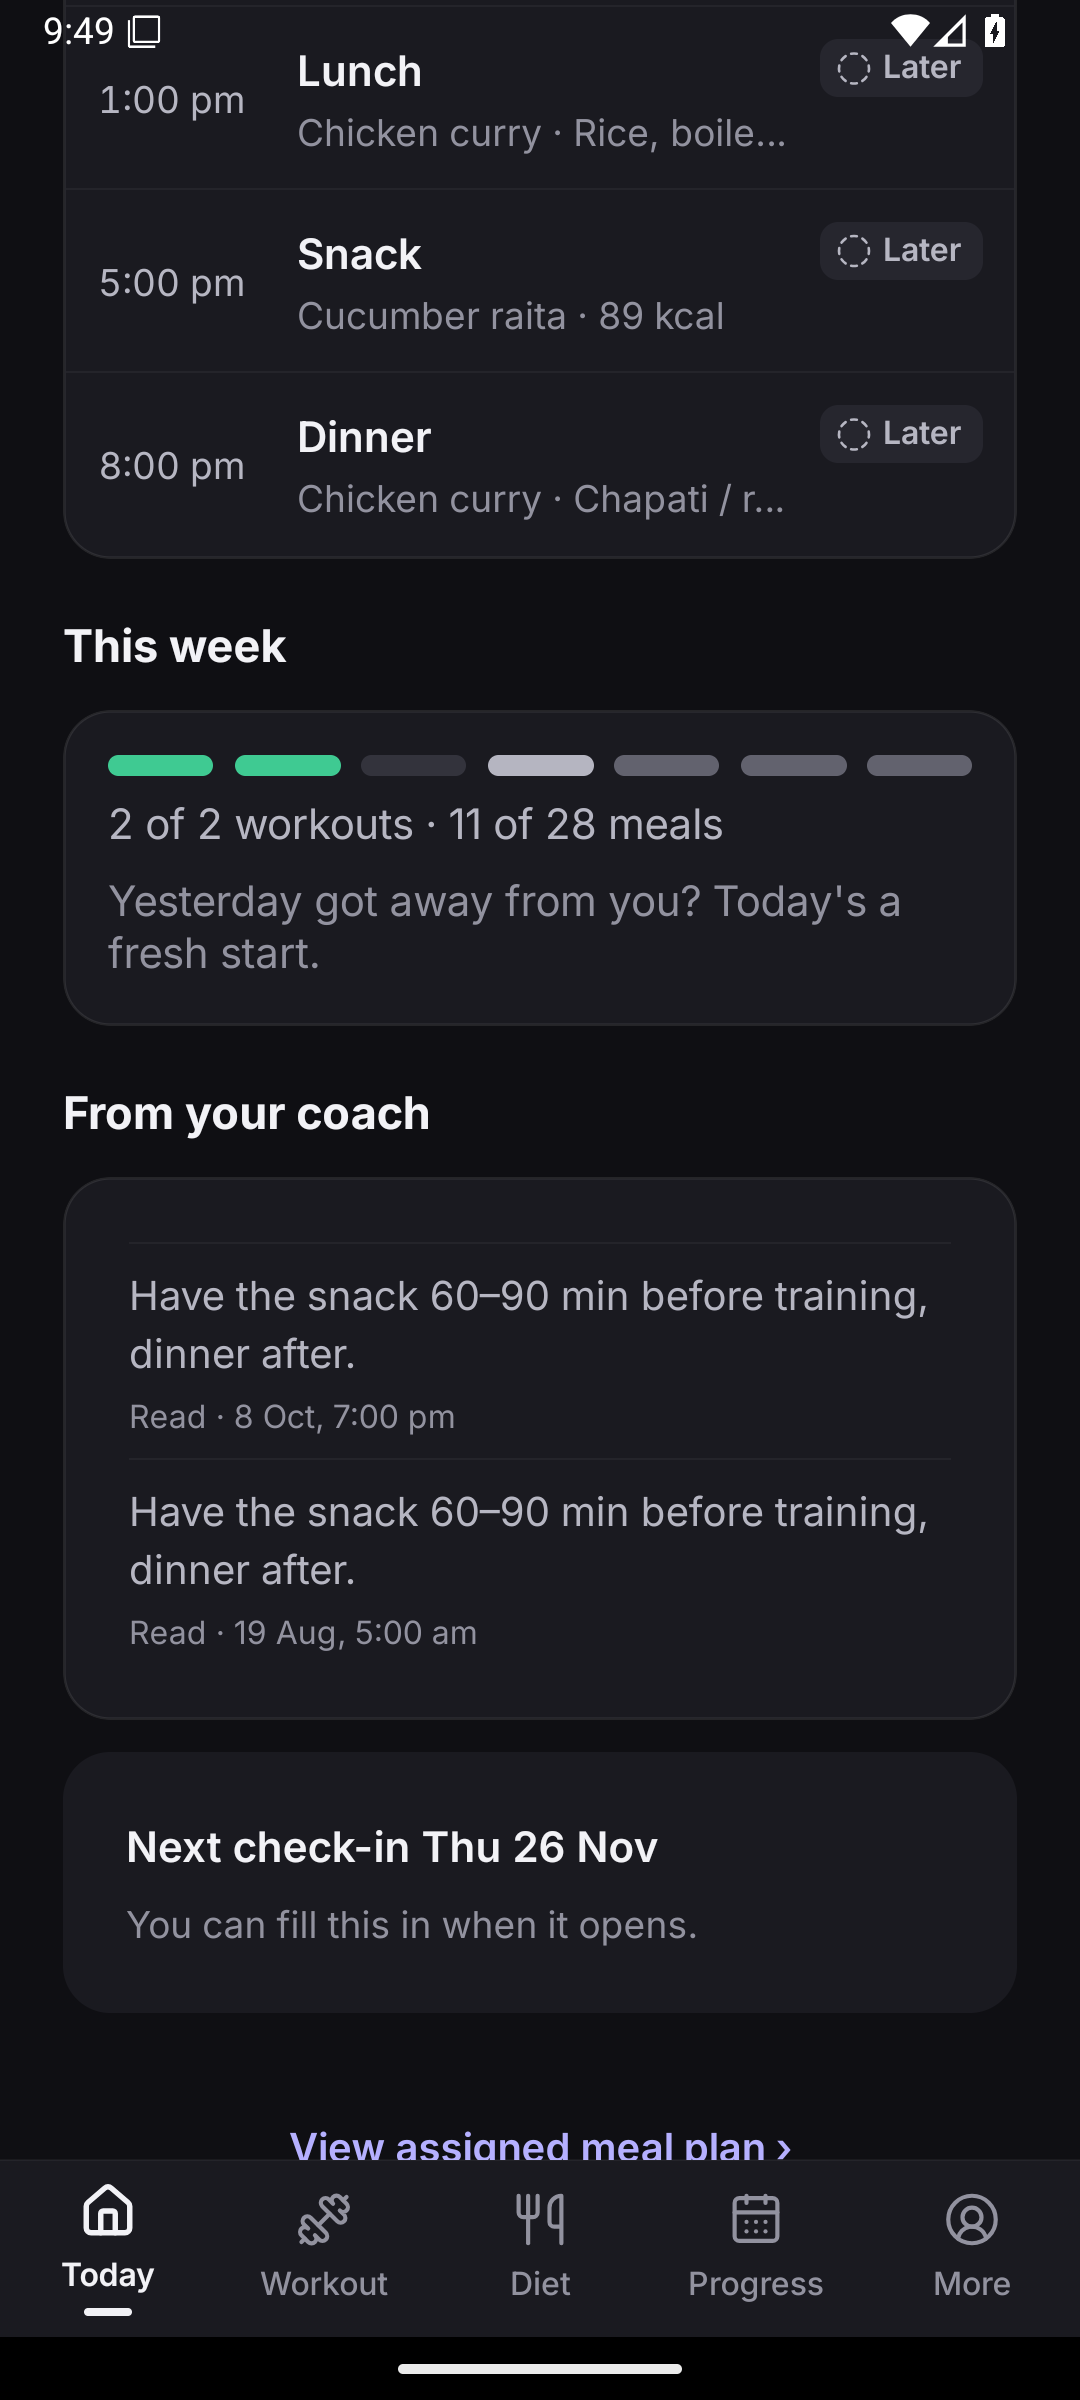 9:49
1:00 pm
Lunch
Later
Chicken curry · Rice, boile...
5:00 pm
Snack
Later
Cucumber raita · 89 kcal
8:00 pm
Dinner
Later
Chicken curry · Chapati / r...
This week
2 of 2 workouts · 11 of 28 meals
Yesterday got away from you? Today's a
fresh start.
From your coach
Have the snack 60–90 min before training,
dinner after.
Read · 8 Oct, 7:00 pm
Have the snack 60–90 min before training,
dinner after.
Read · 19 Aug, 5:00 am
Next check-in Thu 26 Nov
You can fill this in when it opens.
View assigned meal plan ›
Today
Workout
Diet
Progress
More